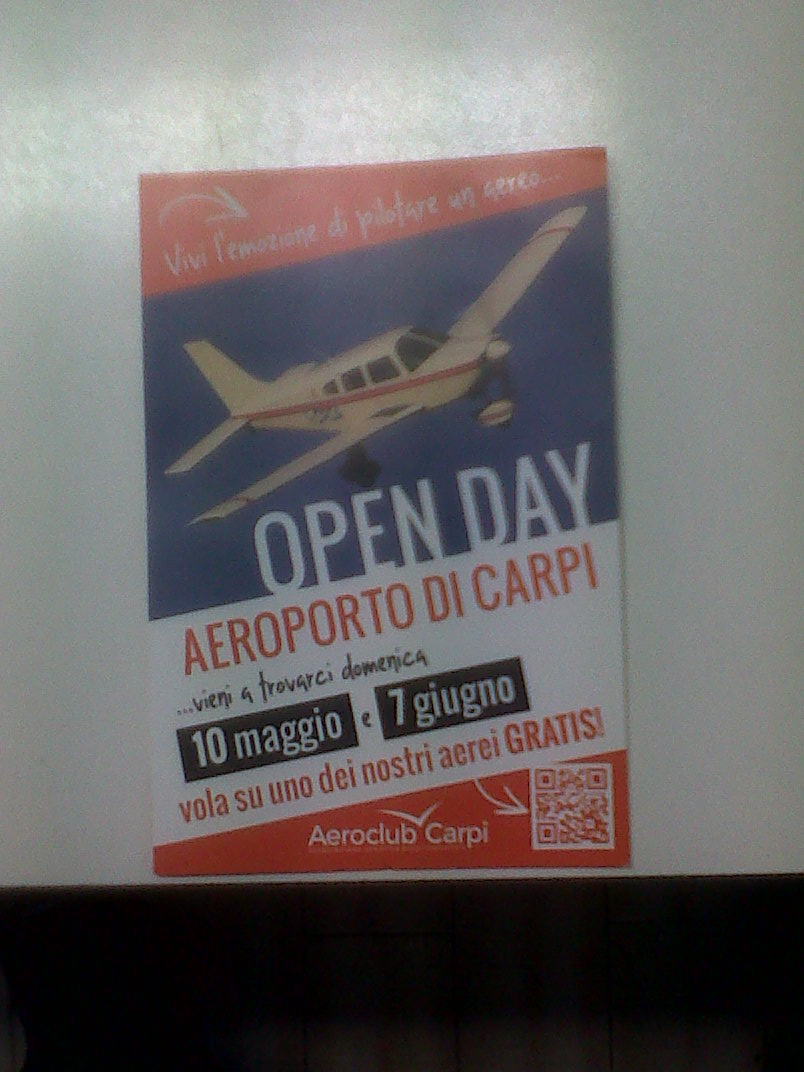 Vivi l'emozione di pilotare un aereo...
OPEN DAY
AEROPORTO DI CARPI
...vieni a trovarci domenica
10 maggio e 7 giugno
vola su uno dei nostri aerei GRATIS!
Aeroclub Carpi